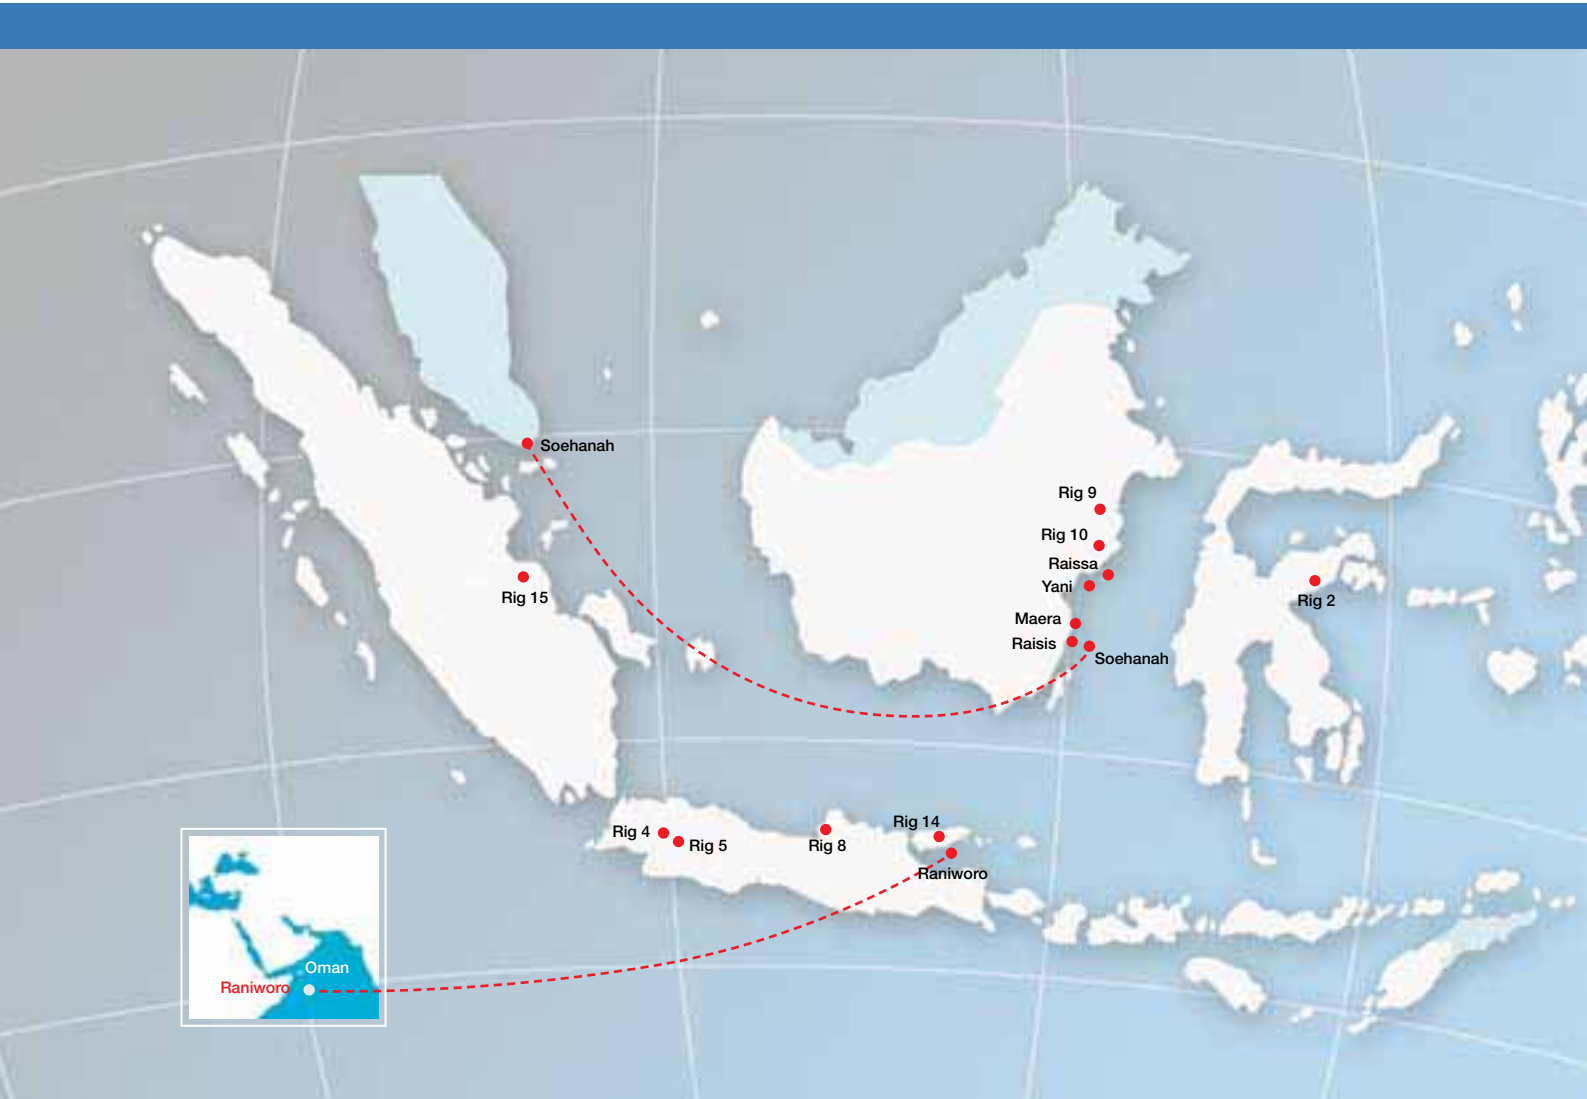 Soehanah
Rig 9
Rig 10
Raissa
Yani
Rig 2
Rig 15
Maera
Raisis
Soehanah
Rig 14
Rig 4
Rig 5
Rig 8
Raniworo
Oman
Raniworo